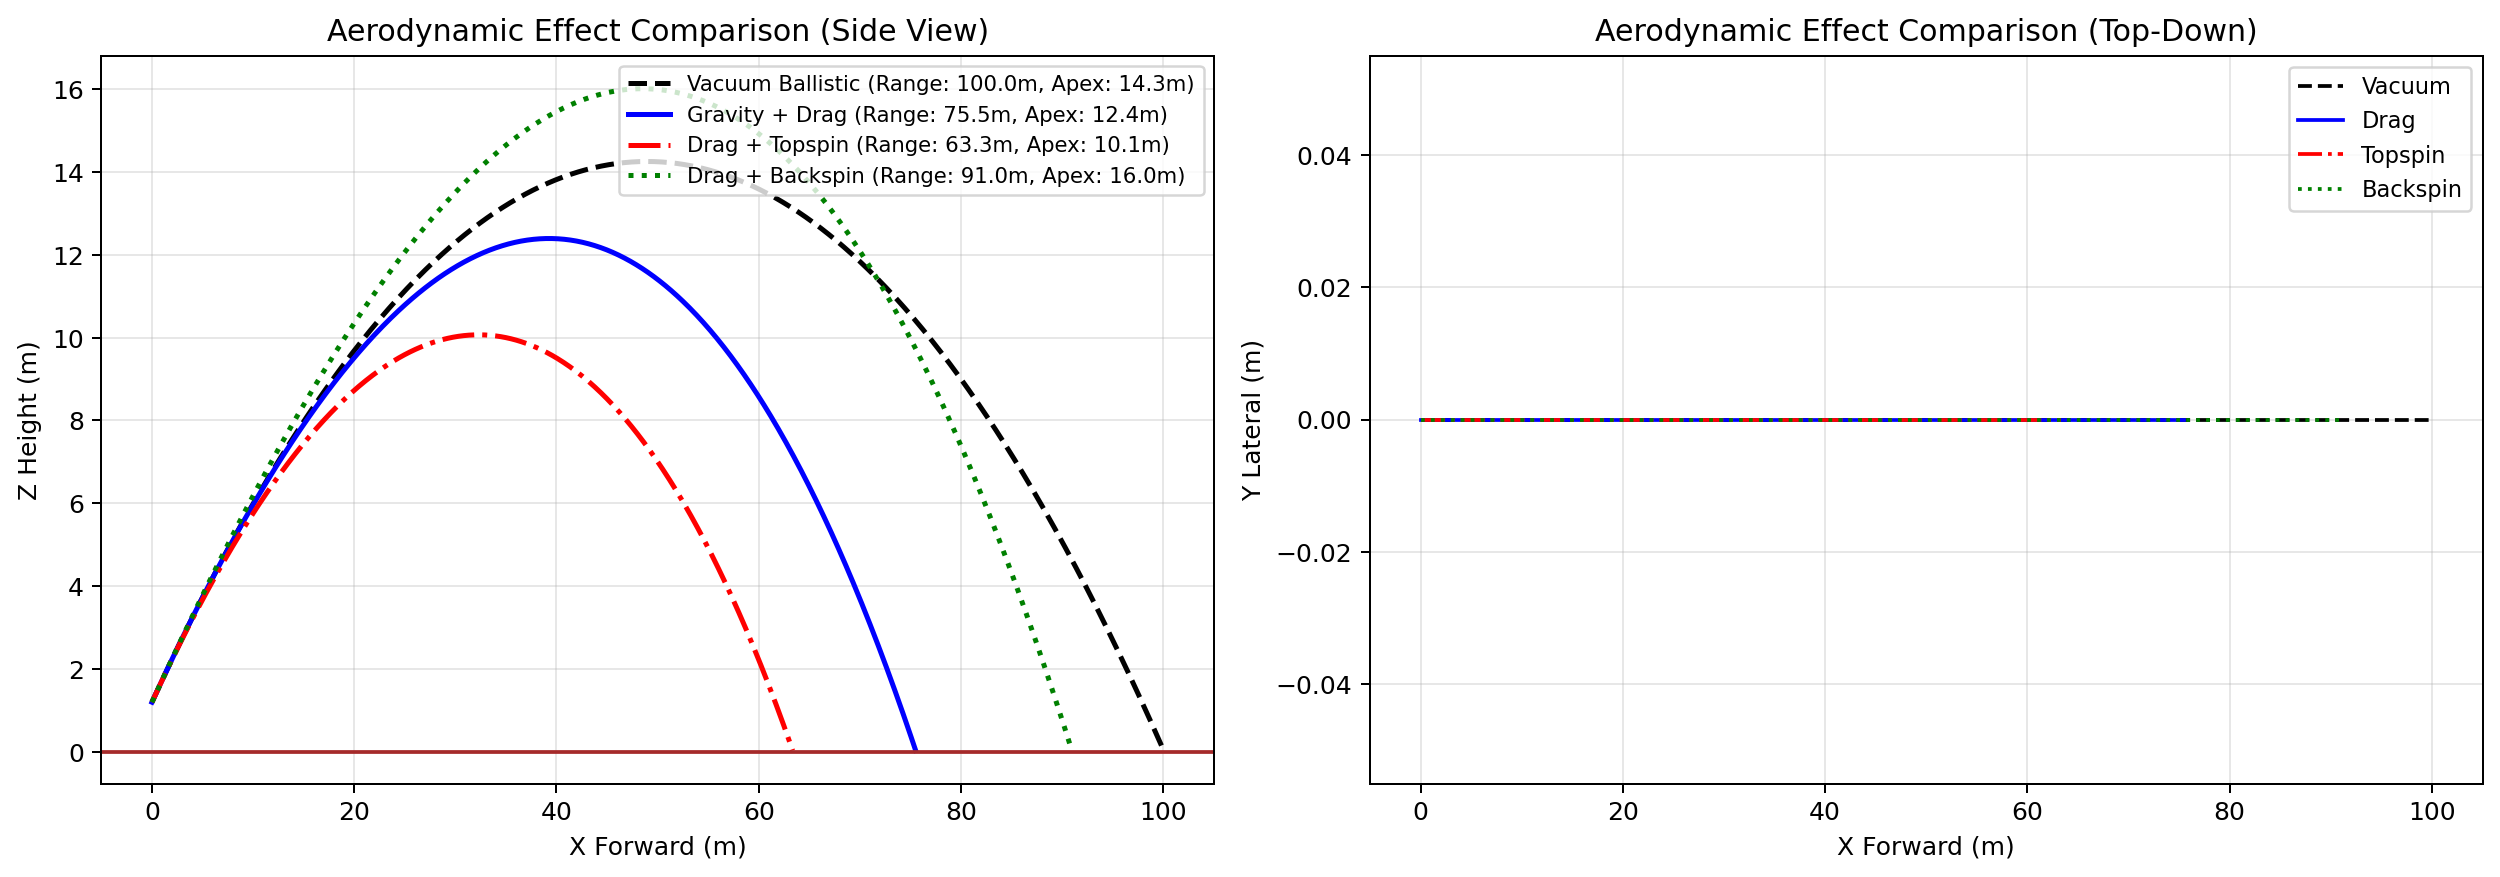 Aerodynamic Effect Comparison (Side View)
16
14
12
10
8
6
4
2
0
Z Height (m)
Vacuum Ballistic (Range: 100.0m, Apex: 14.3m)
Gravity + Drag (Range: 75.5m, Apex: 12.4m)
Drag + Topspin (Range: 63.3m, Apex: 10.1m)
Drag + Backspin (Range: 91.0m, Apex: 16.0m)
0 20 40 60 80 100
X Forward (m)
Aerodynamic Effect Comparison (Top-Down)
0.04
0.02
0.00
−0.02
−0.04
Y Lateral (m)
Vacuum
Drag
Topspin
Backspin
0 20 40 60 80 100
X Forward (m)